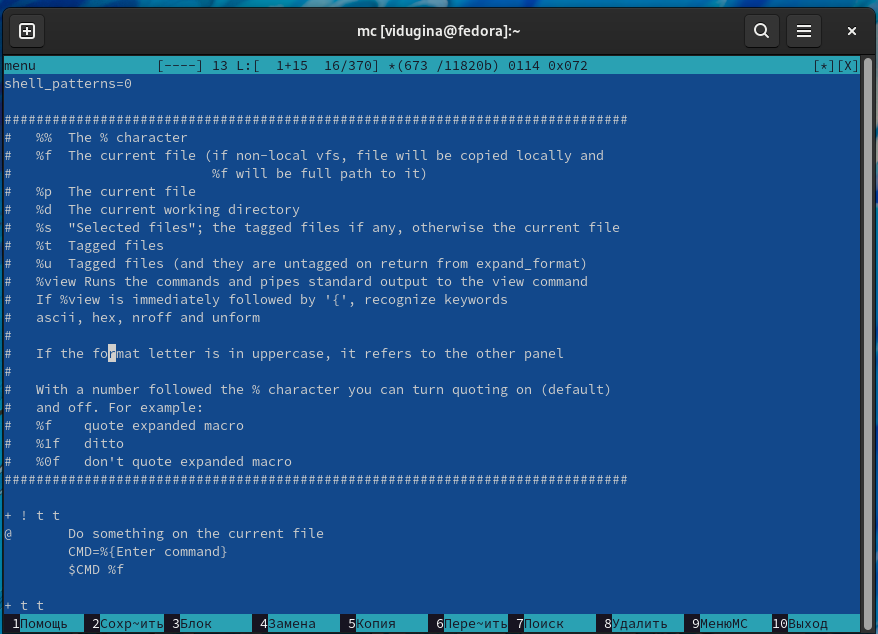 mc [vidugina@fedora]:~
menu               [----] 13 L:[  1+15  16/370] *(673 /11820b) 0114 0x072                            [*][X]
shell_patterns=0
##############################################################################
#   %%  The % character
#   %f  The current file (if non-local vfs, file will be copied locally and
#                         %f will be full path to it)
#   %p  The current file
#   %d  The current working directory
#   %s  "Selected files"; the tagged files if any, otherwise the current file
#   %t  Tagged files
#   %u  Tagged files (and they are untagged on return from expand_format)
#   %view Runs the commands and pipes standard output to the view command
#   If %view is immediately followed by '{', recognize keywords
#   ascii, hex, nroff and unform
#
#   If the format letter is in uppercase, it refers to the other panel
#
#   With a number followed the % character you can turn quoting on (default)
#   and off. For example:
#   %f    quote expanded macro
#   %1f   ditto
#   %0f   don't quote expanded macro
##############################################################################
+ ! t t
@       Do something on the current file
        CMD=%{Enter command}
        $CMD %f
+ t t
1Помощь 2Сохр~ить 3Блок 4Замена 5Копия 6Пере~ить 7Поиск 8Удалить 9МенюMC 10Выход